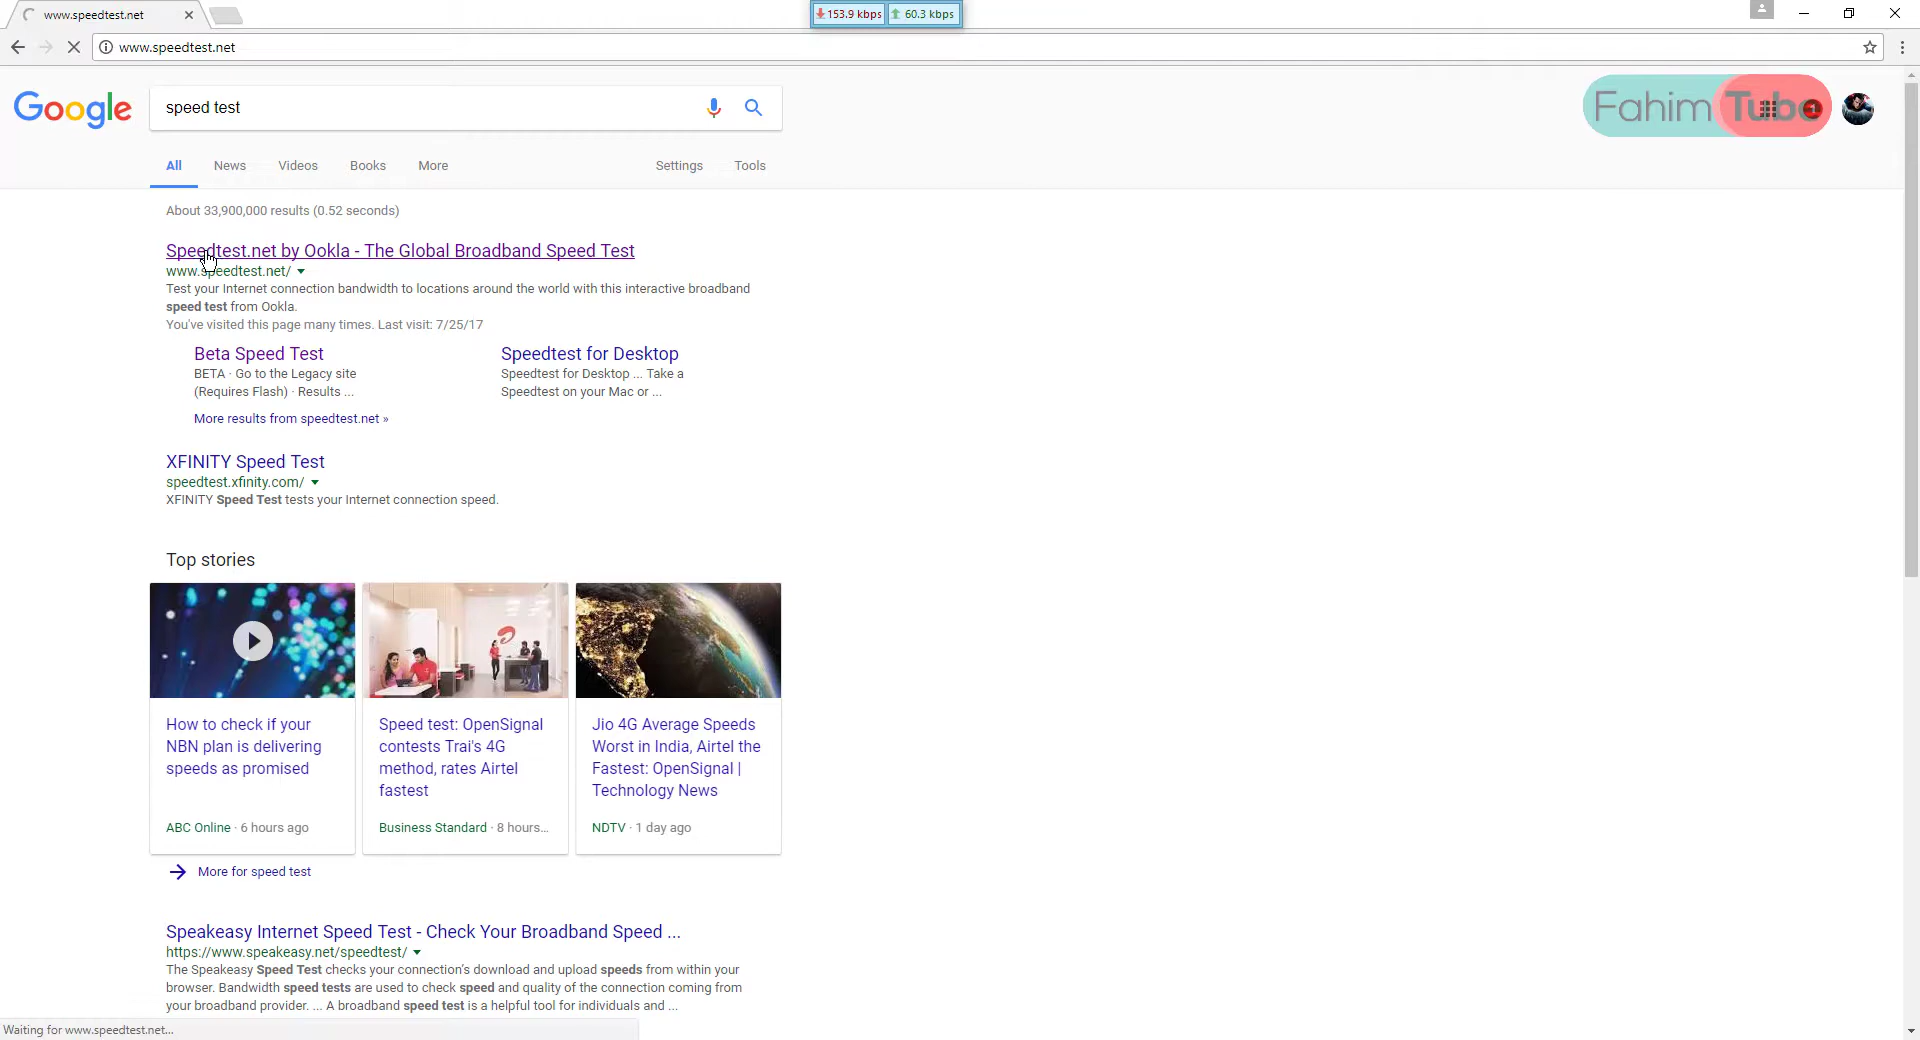 www.speedtest.net
153.9 kbps 60.3 kbps
www.speedtest.net
Google
speed test
Fahim Tube
All News Videos Books More Settings Tools
About 33,900,000 results (0.52 seconds)
Speedtest.net by Ookla - The Global Broadband Speed Test
www.speedtest.net/
Test your Internet connection bandwidth to locations around the world with this interactive broadband
speed test from Ookla.
You've visited this page many times. Last visit: 7/25/17
Beta Speed Test
BETA · Go to the Legacy site
(Requires Flash) · Results ...
Speedtest for Desktop
Speedtest for Desktop ... Take a
Speedtest on your Mac or ...
More results from speedtest.net »
XFINITY Speed Test
speedtest.xfinity.com/
XFINITY Speed Test tests your Internet connection speed.
Top stories
How to check if your
NBN plan is delivering
speeds as promised
ABC Online · 6 hours ago
Speed test: OpenSignal
contests Trai's 4G
method, rates Airtel
fastest
Business Standard · 8 hours...
Jio 4G Average Speeds
Worst in India, Airtel the
Fastest: OpenSignal |
Technology News
NDTV · 1 day ago
More for speed test
Speakeasy Internet Speed Test - Check Your Broadband Speed ...
https://www.speakeasy.net/speedtest/
The Speakeasy Speed Test checks your connection's download and upload speeds from within your
browser. Bandwidth speed tests are used to check speed and quality of the connection coming from
your broadband provider. ... A broadband speed test is a helpful tool for individuals and ...
Waiting for www.speedtest.net...